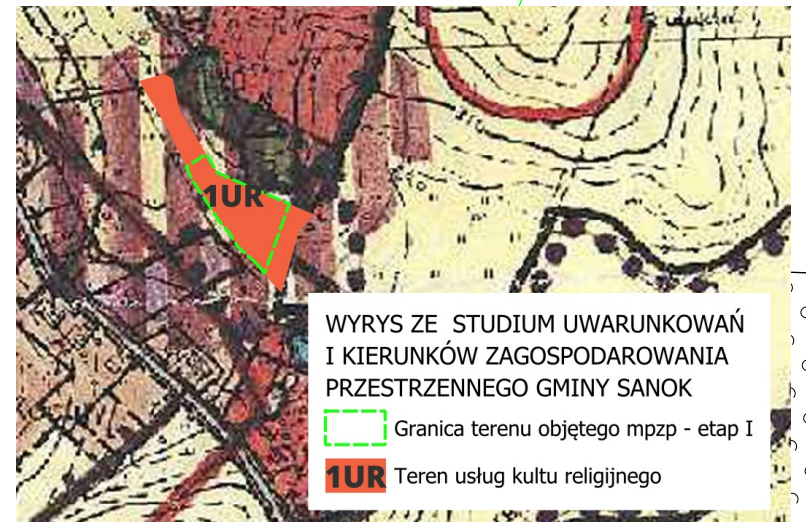 1UR
WYRYS ZE STUDIUM UWARUNKOWAŃ
I KIERUNKÓW ZAGOSPODAROWANIA
PRZESTRZENNEGO GMINY SANOK
Granica terenu objętego mpzp - etap I
1UR Teren usług kultu religijnego